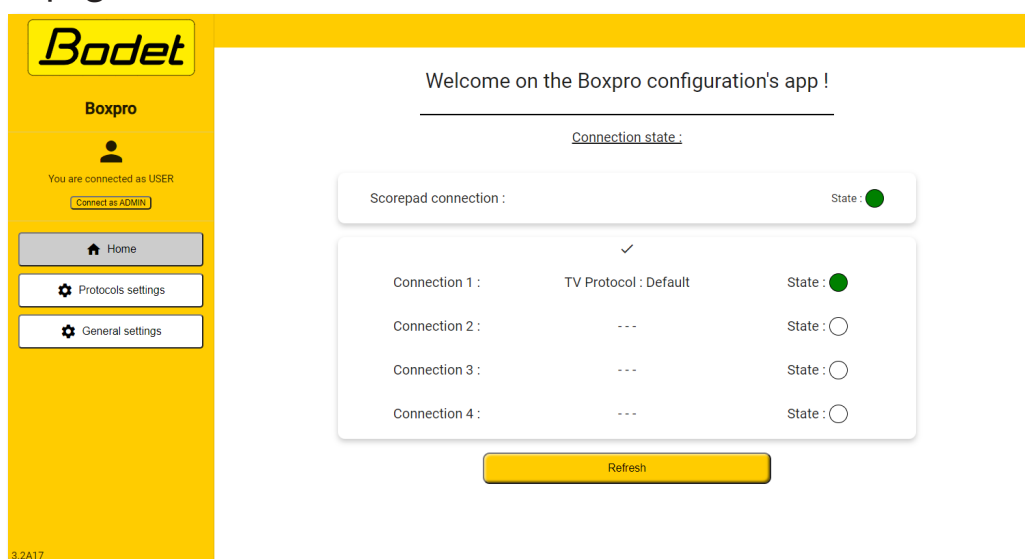 Bodet
Boxpro
You are connected as USER
Connect as ADMIN
Home
Protocols settings
General settings
3.2A17
Welcome on the Boxpro configuration's app !
Connection state :
Scorepad connection : State :
Connection 1 : TV Protocol : Default State :
Connection 2 : - - - State :
Connection 3 : - - - State :
Connection 4 : - - - State :
Refresh